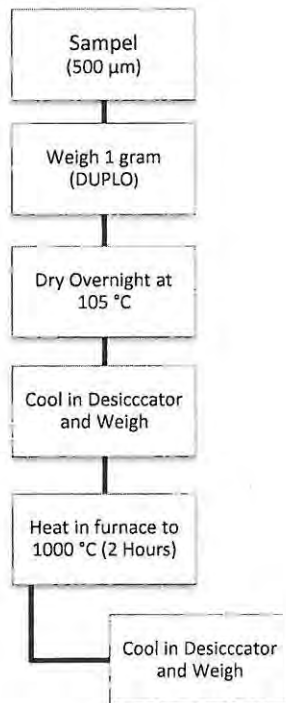 Sampel
(500 µm)
Weigh 1 gram
(DUPLO)
Dry Overnight at
105 °C
Cool in Desicccator
and Weigh
Heat in furnace to
1000 °C (2 Hours)
Cool in Desicccator
and Weigh